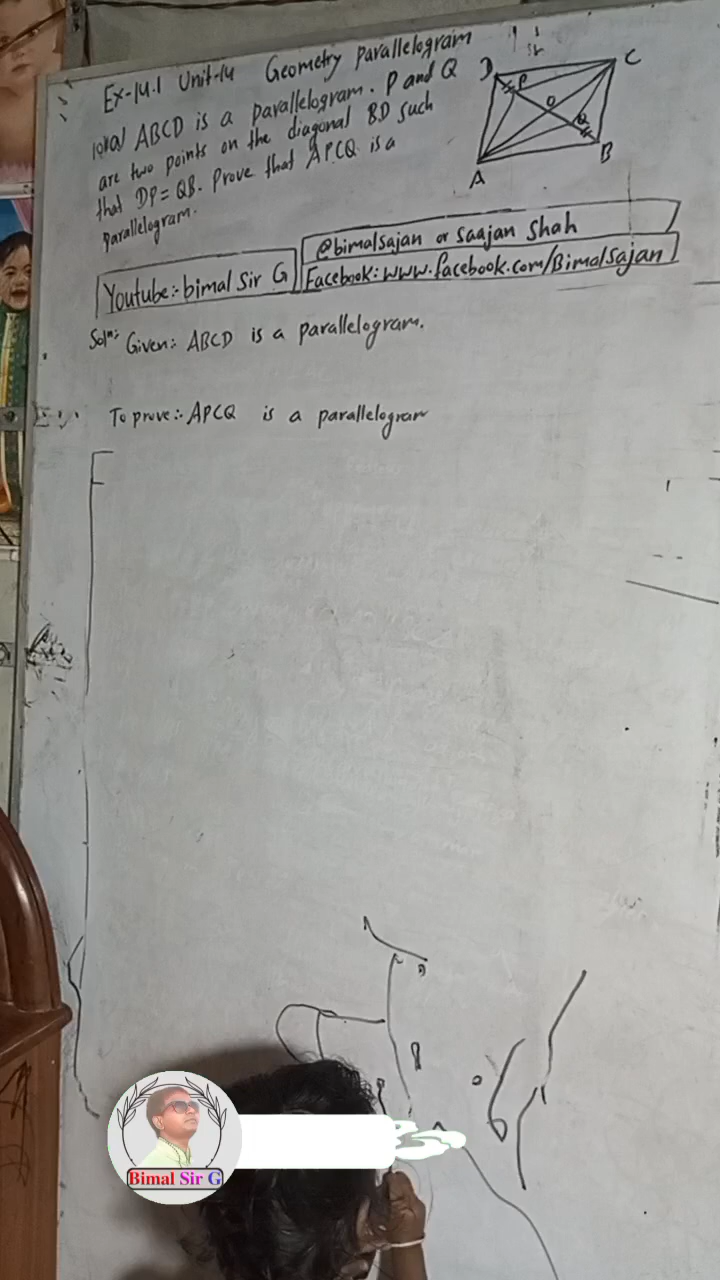 Ex-14.1 Unit-14 Geometry Parallelogram
ABCD is a parallelogram. P and Q
are two points on the diagonal BD such
that DP = QB. Prove that APCQ is a
Parallelogram.
D P C
O
Q
A B
Youtube:- bimal Sir G
@bimalsajan or Saajan Shah
Facebook: www.facebook.com/BimalSajan
Solⁿ: Given:- ABCD is a parallelogram.
To prove:- APCQ is a parallelogram
Bimal Sir G